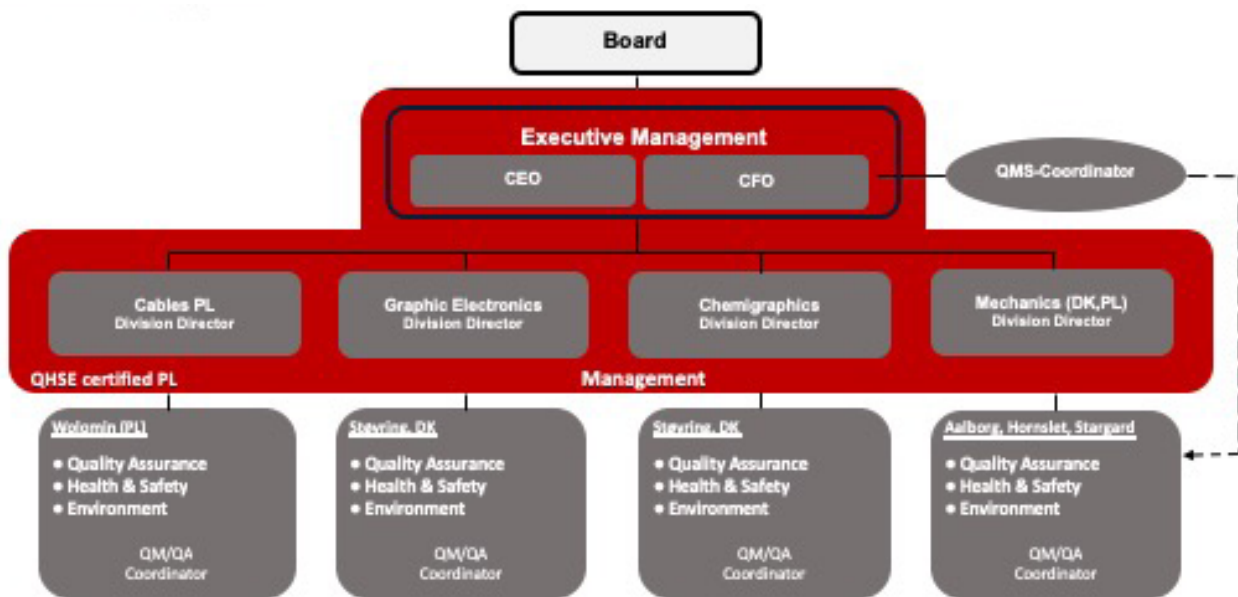 Board
Executive Management
CEO
CFO
QMS-Coordinator
Cables PL
Division Director
Graphic Electronics
Division Director
Chemigraphics
Division Director
Mechanics (DK,PL)
Division Director
QHSE certified PL
Management
Wolomin (PL)
• Quality Assurance
• Health & Safety
• Environment
QM/QA
Coordinator
Støvring, DK
• Quality Assurance
• Health & Safety
• Environment
QM/QA
Coordinator
Støvring, DK
• Quality Assurance
• Health & Safety
• Environment
QM/QA
Coordinator
Aalborg, Hornslet, Stargard
• Quality Assurance
• Health & Safety
• Environment
QM/QA
Coordinator